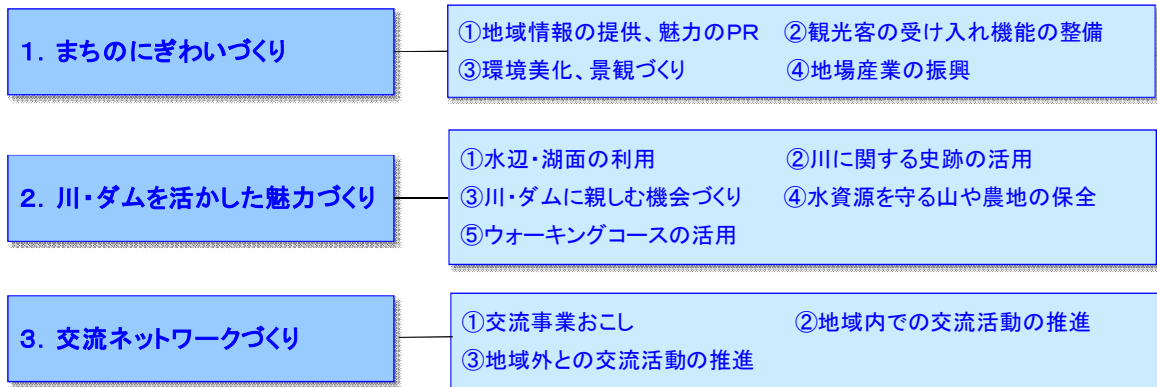 1．まちのにぎわいづくり
①地域情報の提供、魅力のPR　②観光客の受け入れ機能の整備
③環境美化、景観づくり　④地場産業の振興
2．川・ダムを活かした魅力づくり
①水辺・湖面の利用　②川に関する史跡の活用
③川・ダムに親しむ機会づくり　④水資源を守る山や農地の保全
⑤ウォーキングコースの活用
3．交流ネットワークづくり
①交流事業おこし　②地域内での交流活動の推進
③地域外との交流活動の推進